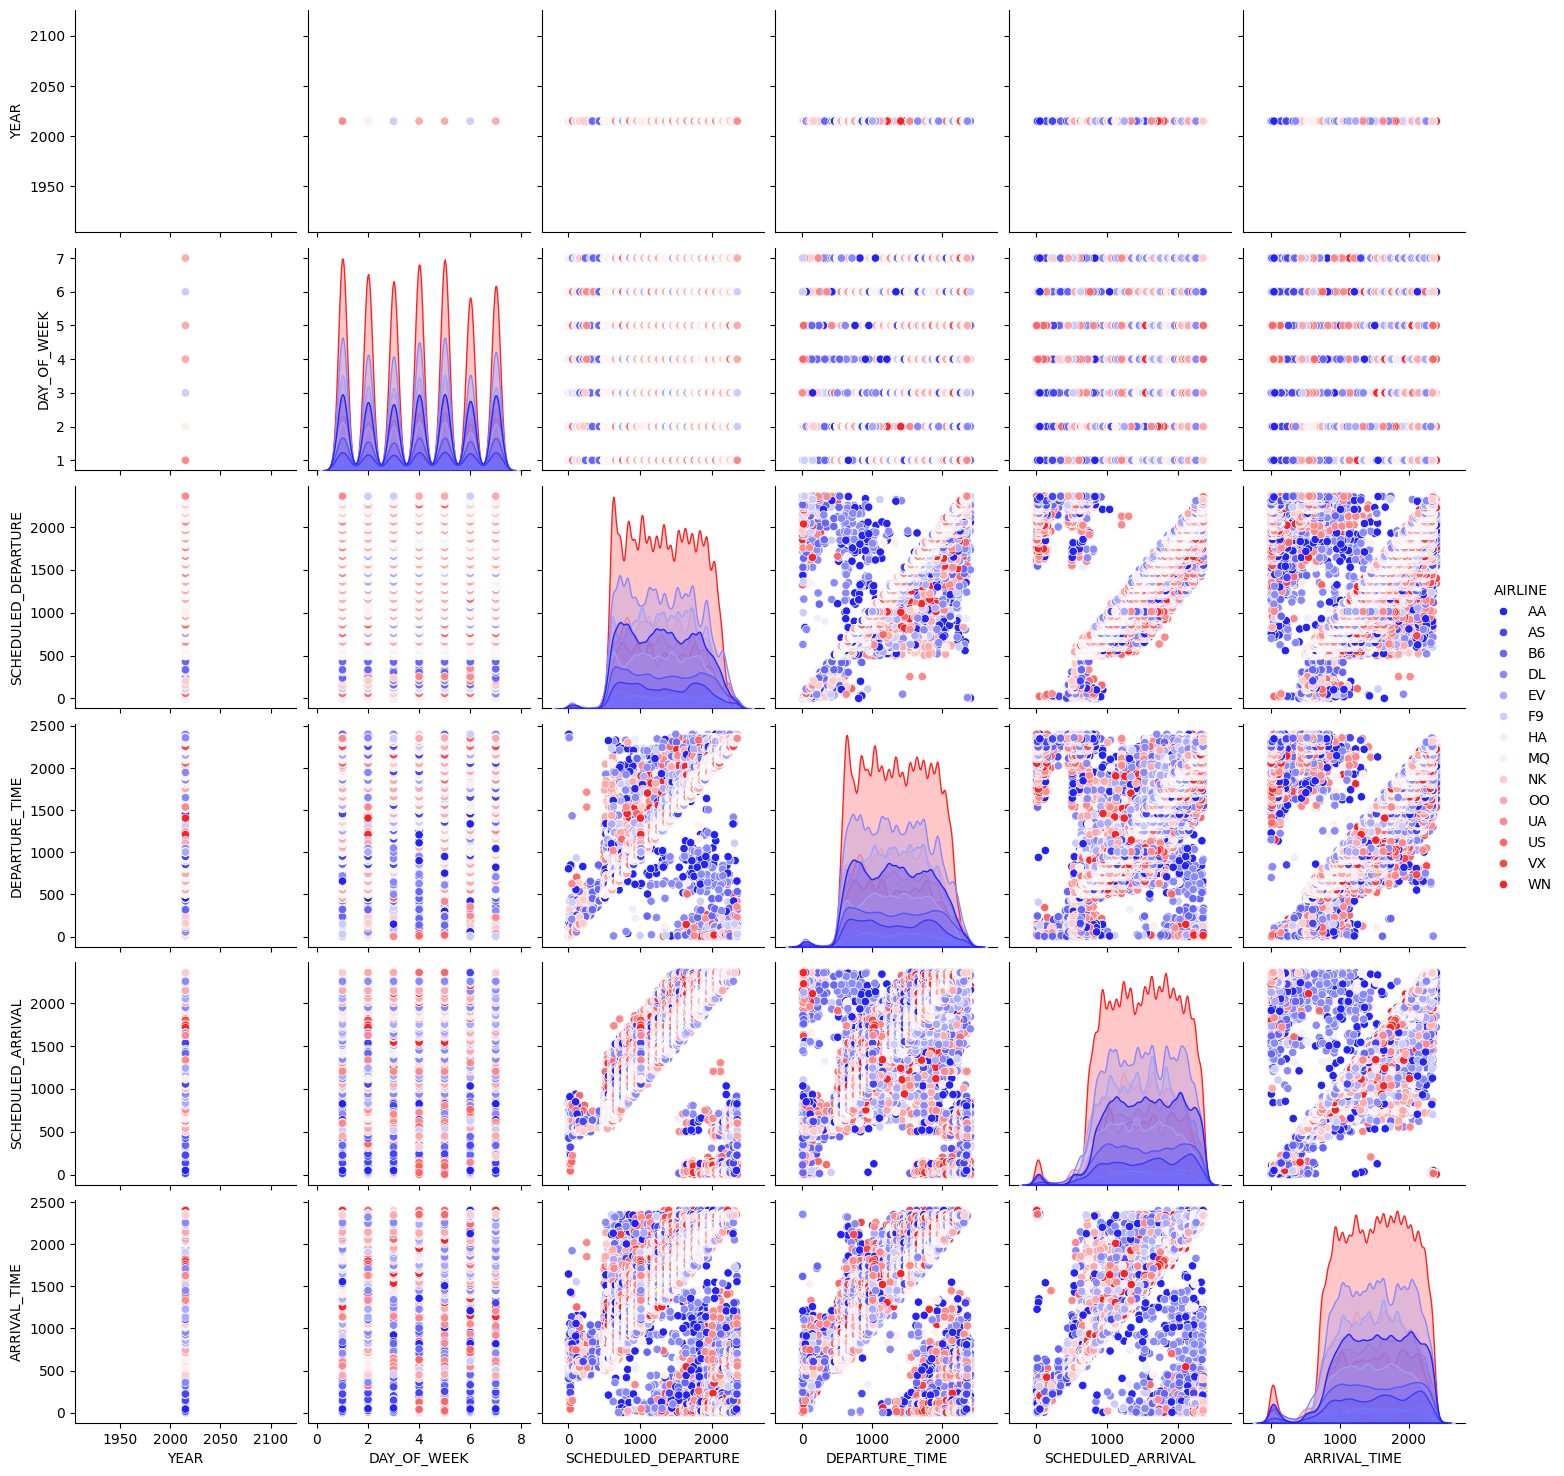 2100
2050
2000
1950
YEAR
7
6
5
4
3
2
1
DAY_OF_WEEK
2000
1500
1000
500
0
SCHEDULED_DEPARTURE
2500
2000
1500
1000
500
0
DEPARTURE_TIME
2000
1500
1000
500
0
SCHEDULED_ARRIVAL
2500
2000
1500
1000
500
0
ARRIVAL_TIME
1950 2000 2050 2100
YEAR
0 2 4 6 8
DAY_OF_WEEK
0 1000 2000
SCHEDULED_DEPARTURE
0 1000 2000
DEPARTURE_TIME
0 1000 2000
SCHEDULED_ARRIVAL
0 1000 2000
ARRIVAL_TIME
AIRLINE
AA
AS
B6
DL
EV
F9
HA
MQ
NK
OO
UA
US
VX
WN